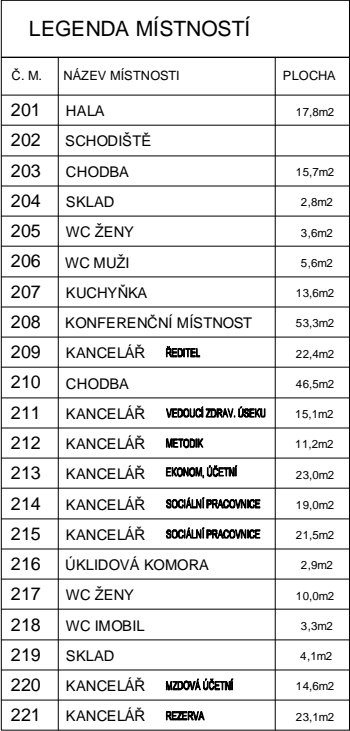 LEGENDA MÍSTNOSTÍ
Č. M. NÁZEV MÍSTNOSTI PLOCHA
201 HALA 17,8m2
202 SCHODIŠTĚ
203 CHODBA 15,7m2
204 SKLAD 2,8m2
205 WC ŽENY 3,6m2
206 WC MUŽI 5,6m2
207 KUCHYŇKA 13,6m2
208 KONFERENČNÍ MÍSTNOST 53,3m2
209 KANCELÁŘ ŘEDITEL 22,4m2
210 CHODBA 46,5m2
211 KANCELÁŘ VEDOUCÍ ZDRAV. ÚSEKU 15,1m2
212 KANCELÁŘ METODIK 11,2m2
213 KANCELÁŘ EKONOM, ÚČETNÍ 23,0m2
214 KANCELÁŘ SOCIÁLNÍ PRACOVNICE 19,0m2
215 KANCELÁŘ SOCIÁLNÍ PRACOVNICE 21,5m2
216 ÚKLIDOVÁ KOMORA 2,9m2
217 WC ŽENY 10,0m2
218 WC IMOBIL 3,3m2
219 SKLAD 4,1m2
220 KANCELÁŘ MZDOVÁ ÚČETNÍ 14,6m2
221 KANCELÁŘ REZERVA 23,1m2